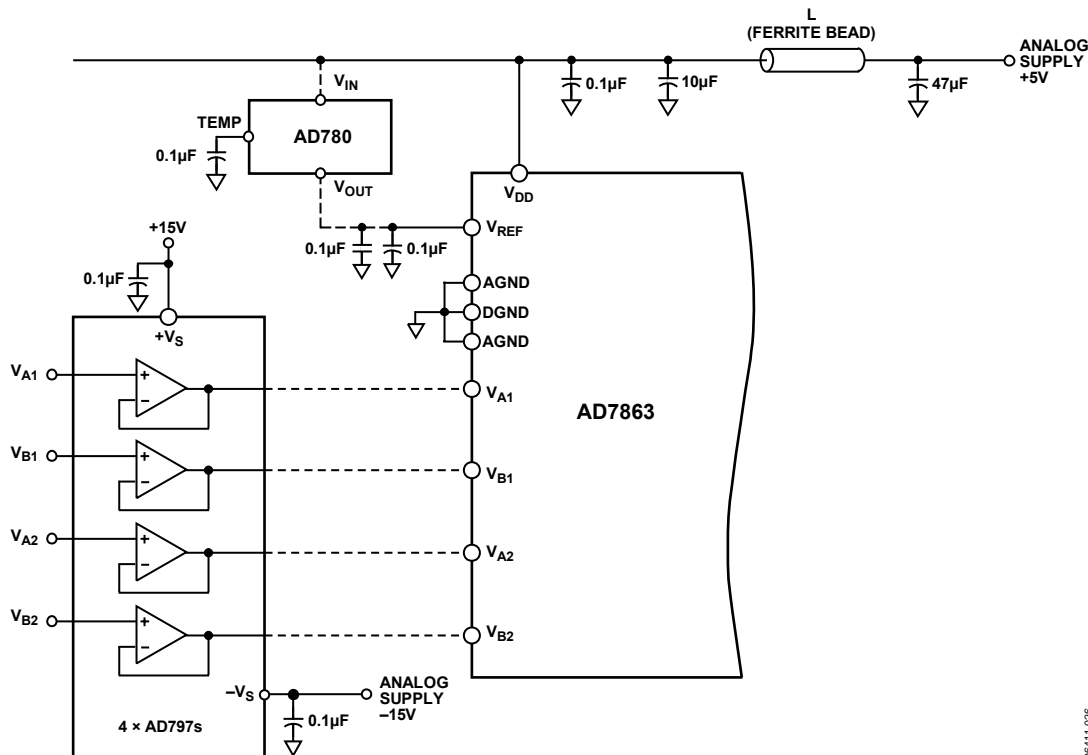 L
(FERRITE BEAD)
ANALOG
SUPPLY
+5V
V_IN
0.1µF
10µF
47µF
TEMP
AD780
0.1µF
V_OUT
V_DD
+15V
0.1µF
0.1µF
V_REF
0.1µF
AGND
DGND
AGND
+V_S
V_A1
+
−
V_A1
AD7863
V_B1
+
−
V_B1
V_A2
+
−
V_A2
V_B2
+
−
V_B2
−V_S
ANALOG
SUPPLY
−15V
0.1µF
4 × AD797s
06411-026